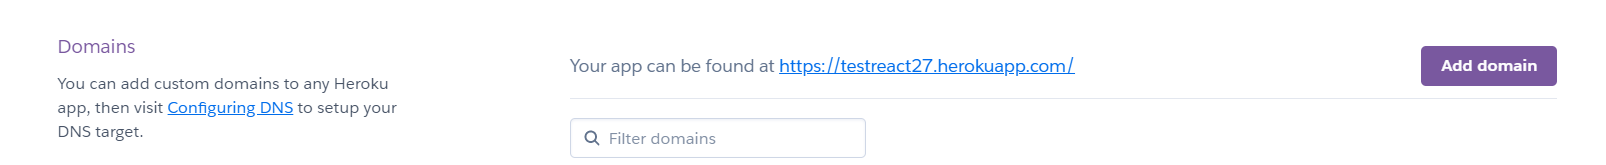 Domains
You can add custom domains to any Heroku
app, then visit Configuring DNS to setup your
DNS target.
Your app can be found at https://testreact27.herokuapp.com/
Add domain
Filter domains